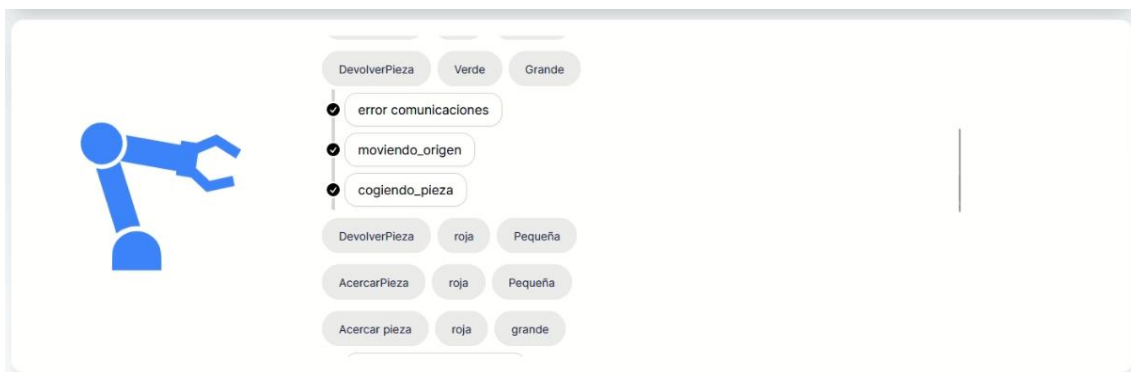 DevolverPieza Verde Grande
error comunicaciones
moviendo_origen
cogiendo_pieza
DevolverPieza roja Pequeña
AcercarPieza roja Pequeña
Acercar pieza roja grande